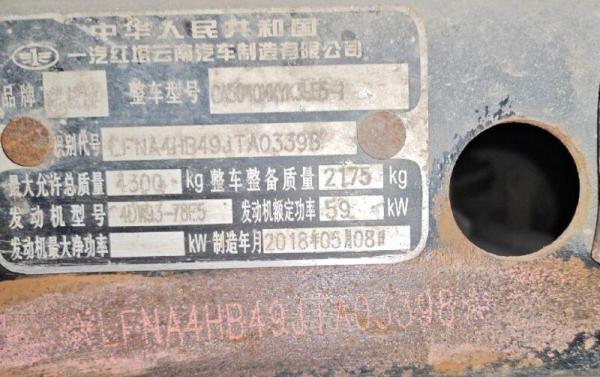 中华人民共和国
一汽红塔云南汽车制造有限公司
品牌 整车型号
识别代号 LFNA4HB49JTA03398
最大允许总质量 4300 kg 整车整备质量 2175 kg
发动机型号 4DW93-78E5 发动机额定功率 59 kW
发动机最大净功率 kW 制造年月 2018年05月08日
LFNA4HB49JTA03398